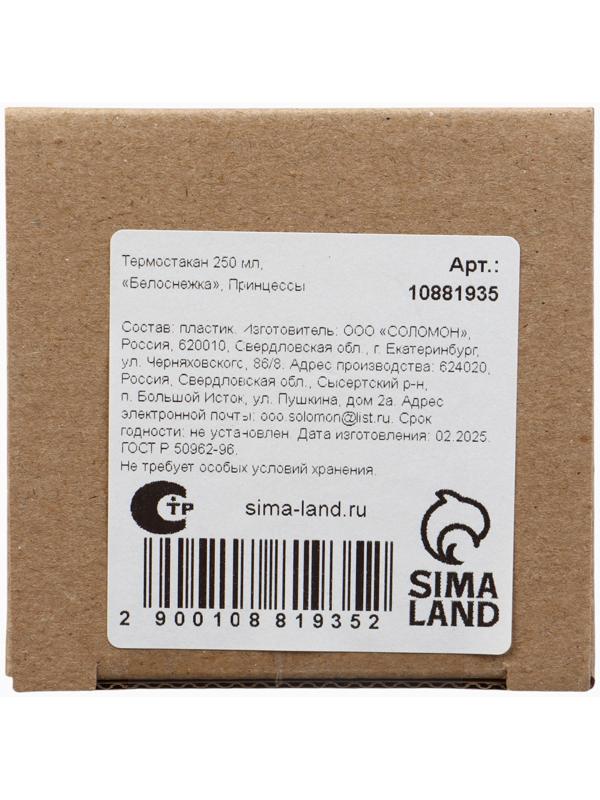 Термостакан 250 мл,
«Белоснежка», Принцессы
Арт.:
10881935
Состав: пластик. Изготовитель: ООО «СОЛОМОН»,
Россия, 620010, Свердловская обл., г. Екатеринбург,
ул. Черняховского, 86/8. Адрес производства: 624020,
Россия, Свердловская обл., Сысертский р-н,
п. Большой Исток, ул. Пушкина, дом 2а. Адрес
электронной почты: ooo.solomon@list.ru. Срок
годности: не установлен. Дата изготовления: 02.2025.
ГОСТ Р 50962-96.
Не требует особых условий хранения.
СТР
sima-land.ru
SIMA
LAND
2 900108 819352